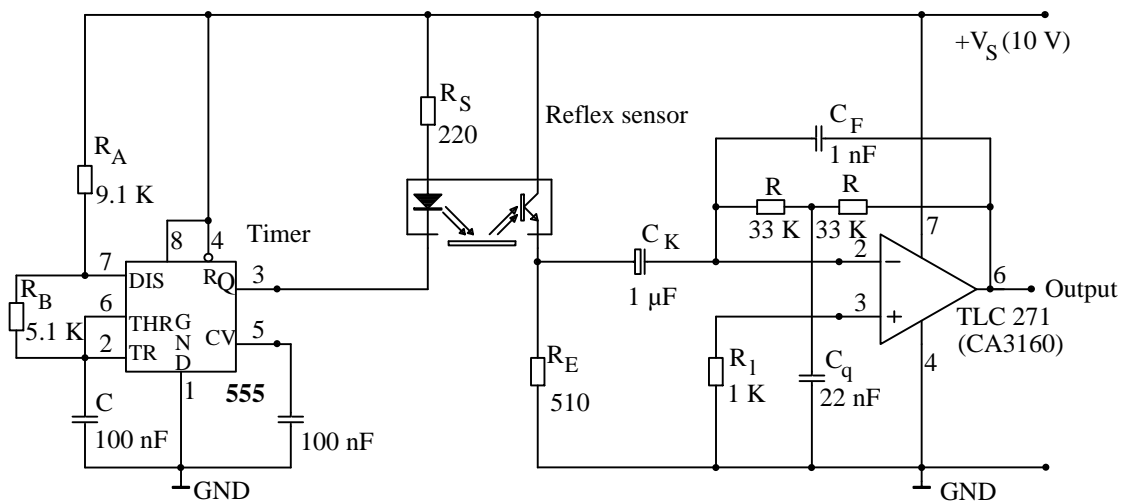 +V_S (10 V)
R_S
220
Reflex sensor
C_F
1 nF
R_A
9.1 K
R
R
33 K
33 K
8
4
Timer
C_K
1 µF
7
7
DIS
R
Q
3
2
−
6
Output
R_B
5.1 K
6
THR
G
N
D
CV
5
3
+
TLC 271
(CA3160)
2
TR
R_E
510
R_1
1 K
C_q
22 nF
4
1
555
C
100 nF
100 nF
GND
GND